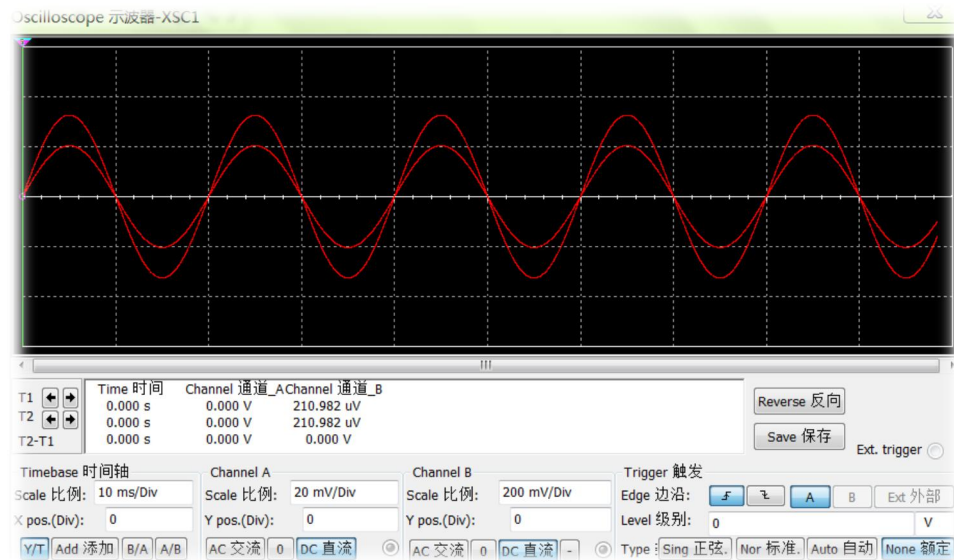 Oscilloscope 示波器-XSC1
T1
T2
T2-T1
Time 时间 Channel 通道_A Channel 通道_B
0.000 s 0.000 V 210.982 uV
0.000 s 0.000 V 210.982 uV
0.000 s 0.000 V 0.000 V
Reverse 反向
Save 保存
Ext. trigger
Timebase 时间轴
Scale 比例: 10 ms/Div
X pos.(Div): 0
Y/T Add 添加 B/A A/B
Channel A
Scale 比例: 20 mV/Div
Y pos.(Div): 0
AC 交流 0 DC 直流
Channel B
Scale 比例: 200 mV/Div
Y pos.(Div): 0
AC 交流 0 DC 直流 -
Trigger 触发
Edge 边沿: A B Ext 外部
Level 级别: 0 V
Type Sing 正弦. Nor 标准. Auto 自动 None 额定